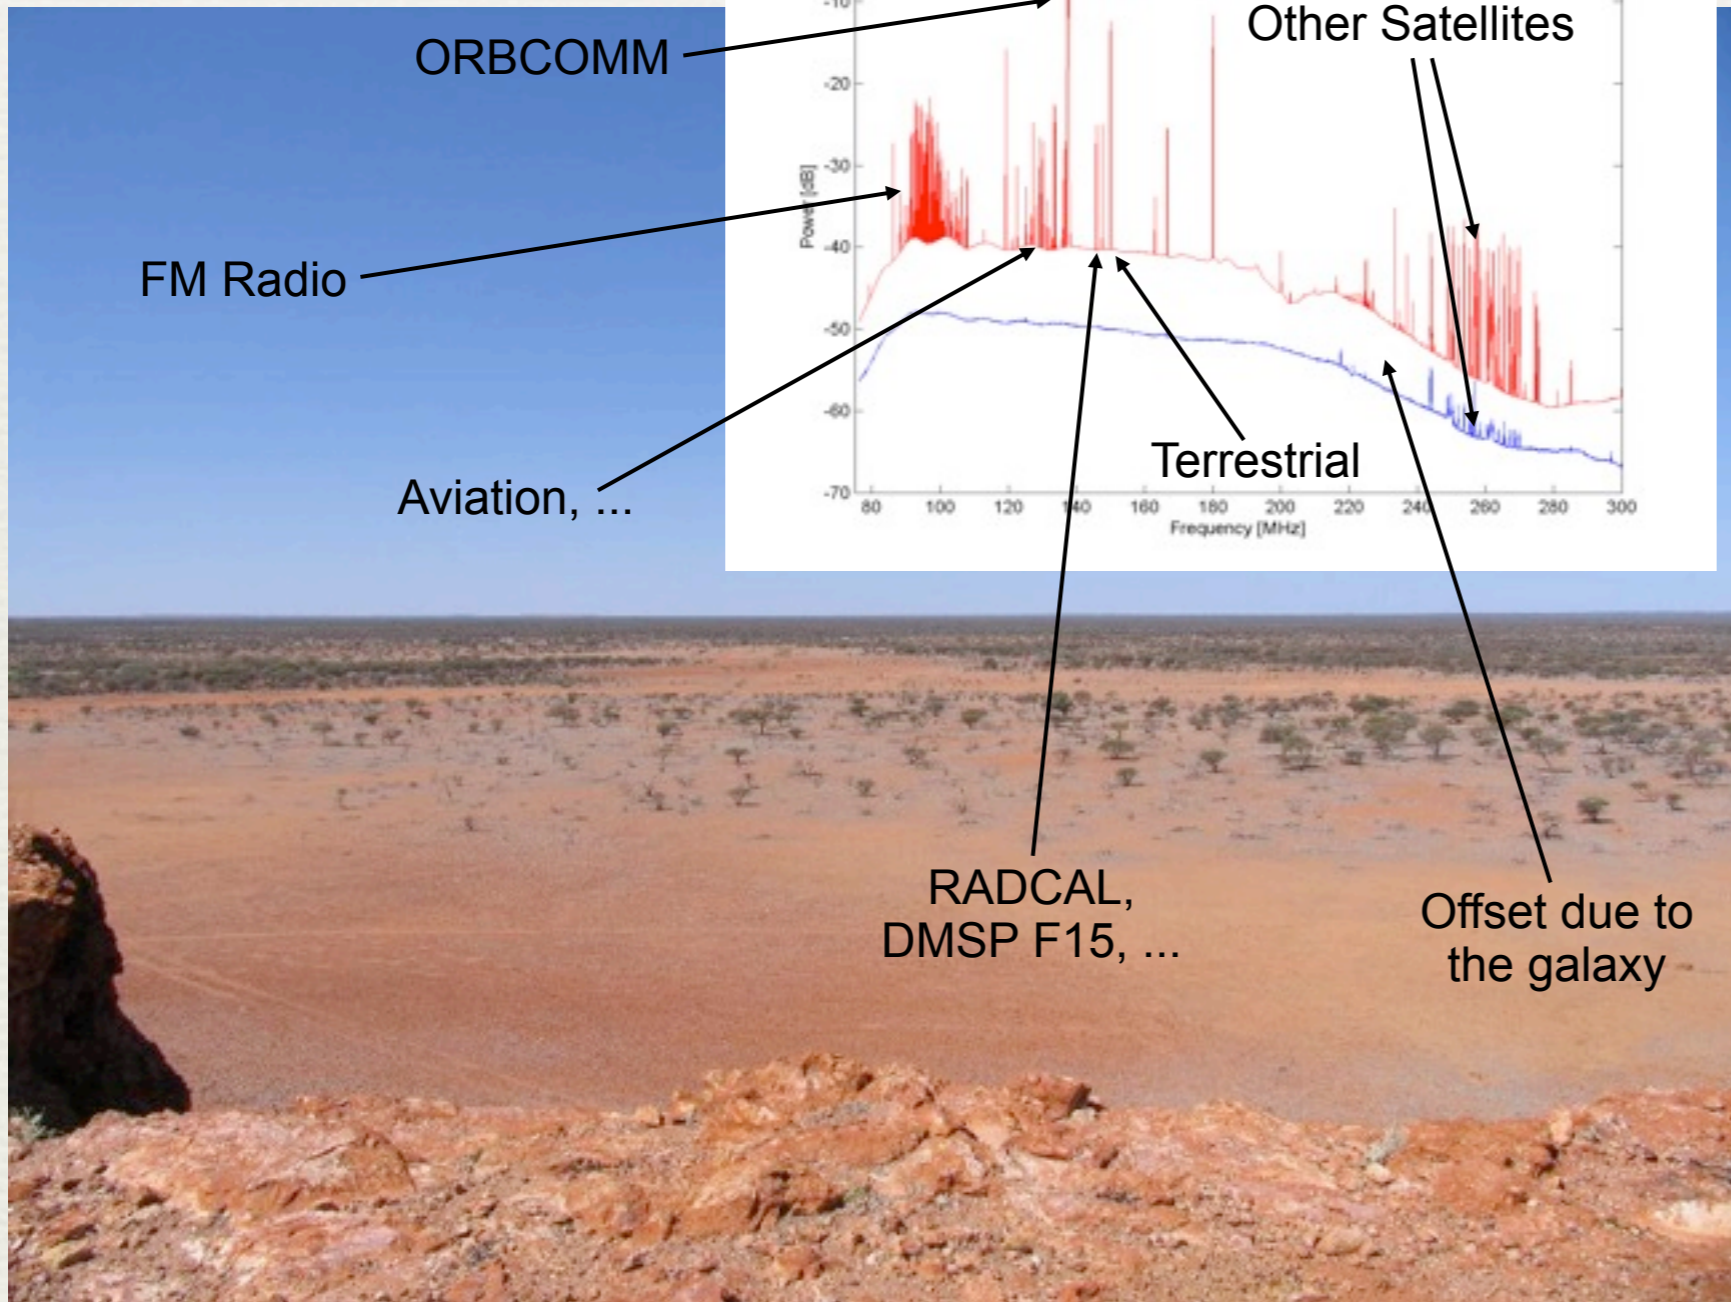 -10
Other Satellites
ORBCOMM
-20
-30
Power [dB]
-40
FM Radio
-50
-60
Terrestrial
Aviation, ...
-70
80 100 120 140 160 180 200 220 240 260 280 300
Frequency [MHz]
RADCAL,
DMSP F15, ...
Offset due to
the galaxy